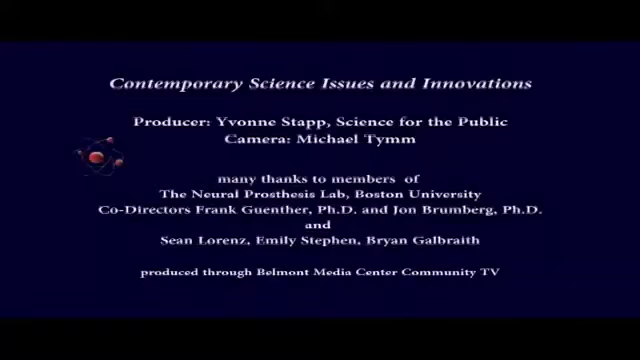 Contemporary Science Issues and Innovations
Producer: Yvonne Stapp, Science for the Public
Camera: Michael Tymm
many thanks to members of
The Neural Prosthesis Lab, Boston University
Co-Directors Frank Guenther, Ph.D. and Jon Brumberg, Ph.D.
and
Sean Lorenz, Emily Stephen, Bryan Galbraith
produced through Belmont Media Center Community TV